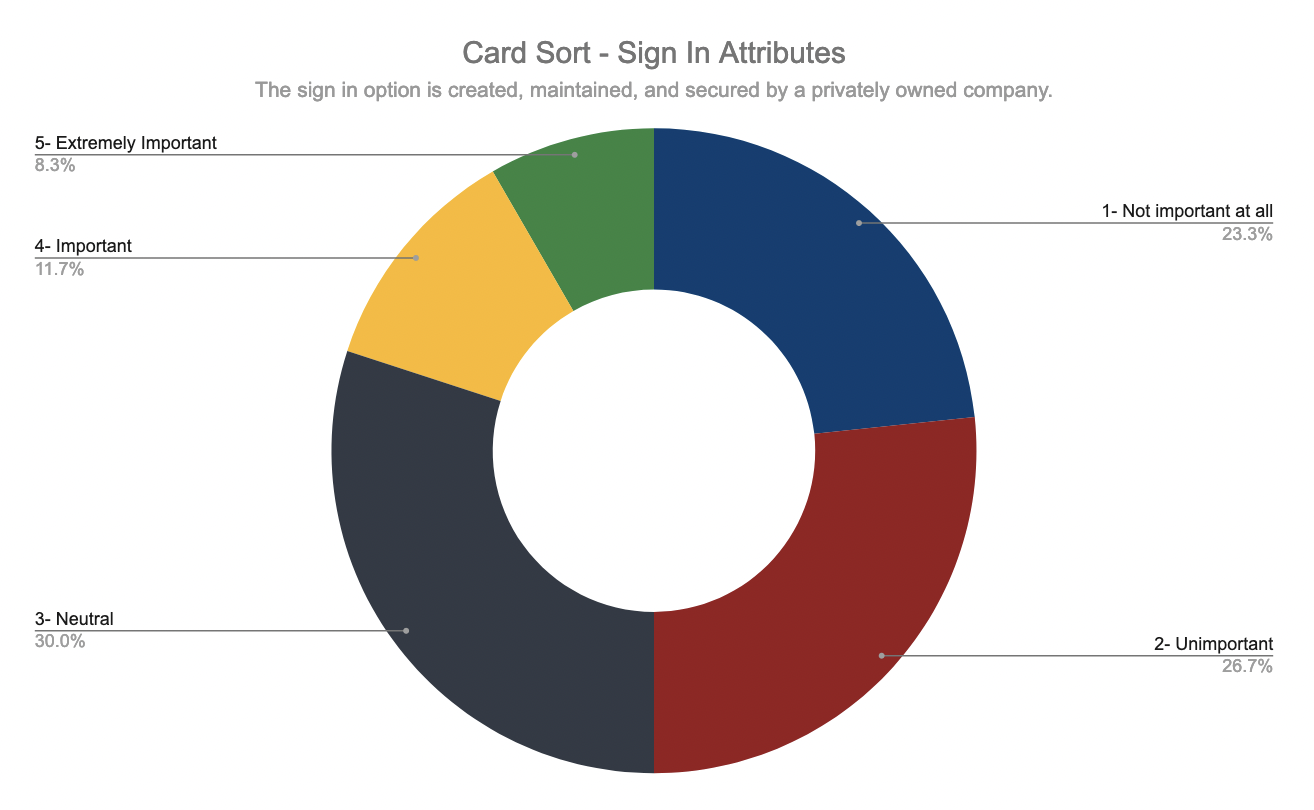 Card Sort - Sign In Attributes
The sign in option is created, maintained, and secured by a privately owned company.
5- Extremely Important
8.3%
1- Not important at all
23.3%
4- Important
11.7%
3- Neutral
30.0%
2- Unimportant
26.7%